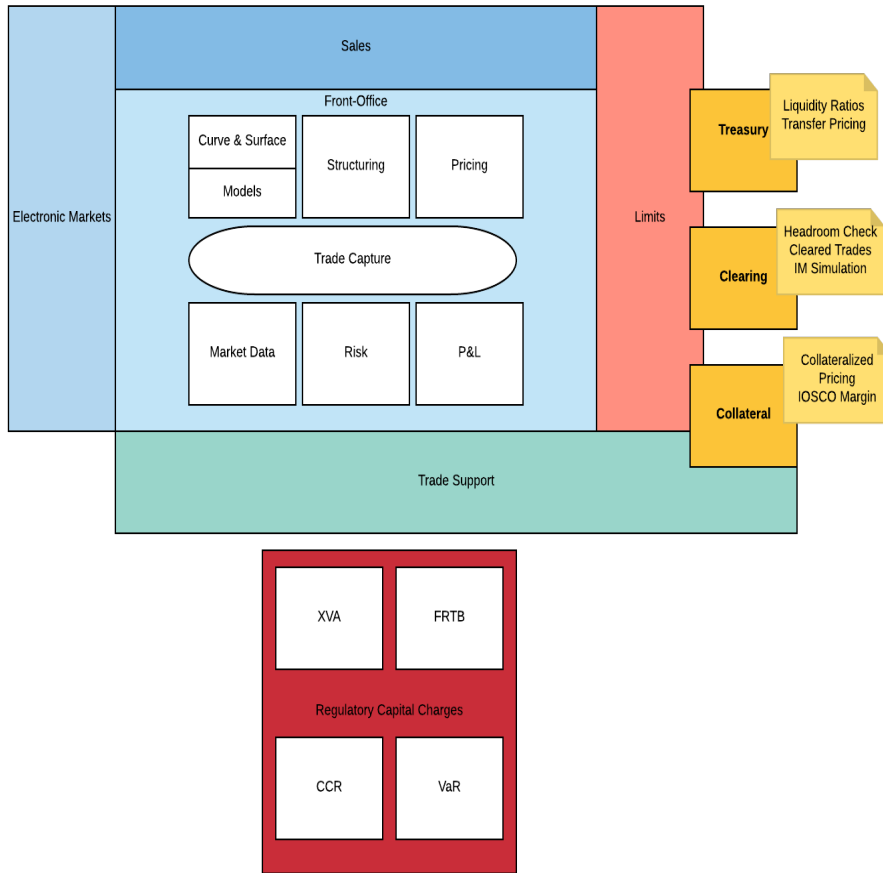 Sales
Front-Office
Curve & Surface
Models
Structuring
Pricing
Electronic Markets
Trade Capture
Limits
Market Data
Risk
P&L
Treasury
Liquidity Ratios
Transfer Pricing
Clearing
Headroom Check
Cleared Trades
IM Simulation
Collateral
Collateralized
Pricing
IOSCO Margin
Trade Support
XVA
FRTB
Regulatory Capital Charges
CCR
VaR